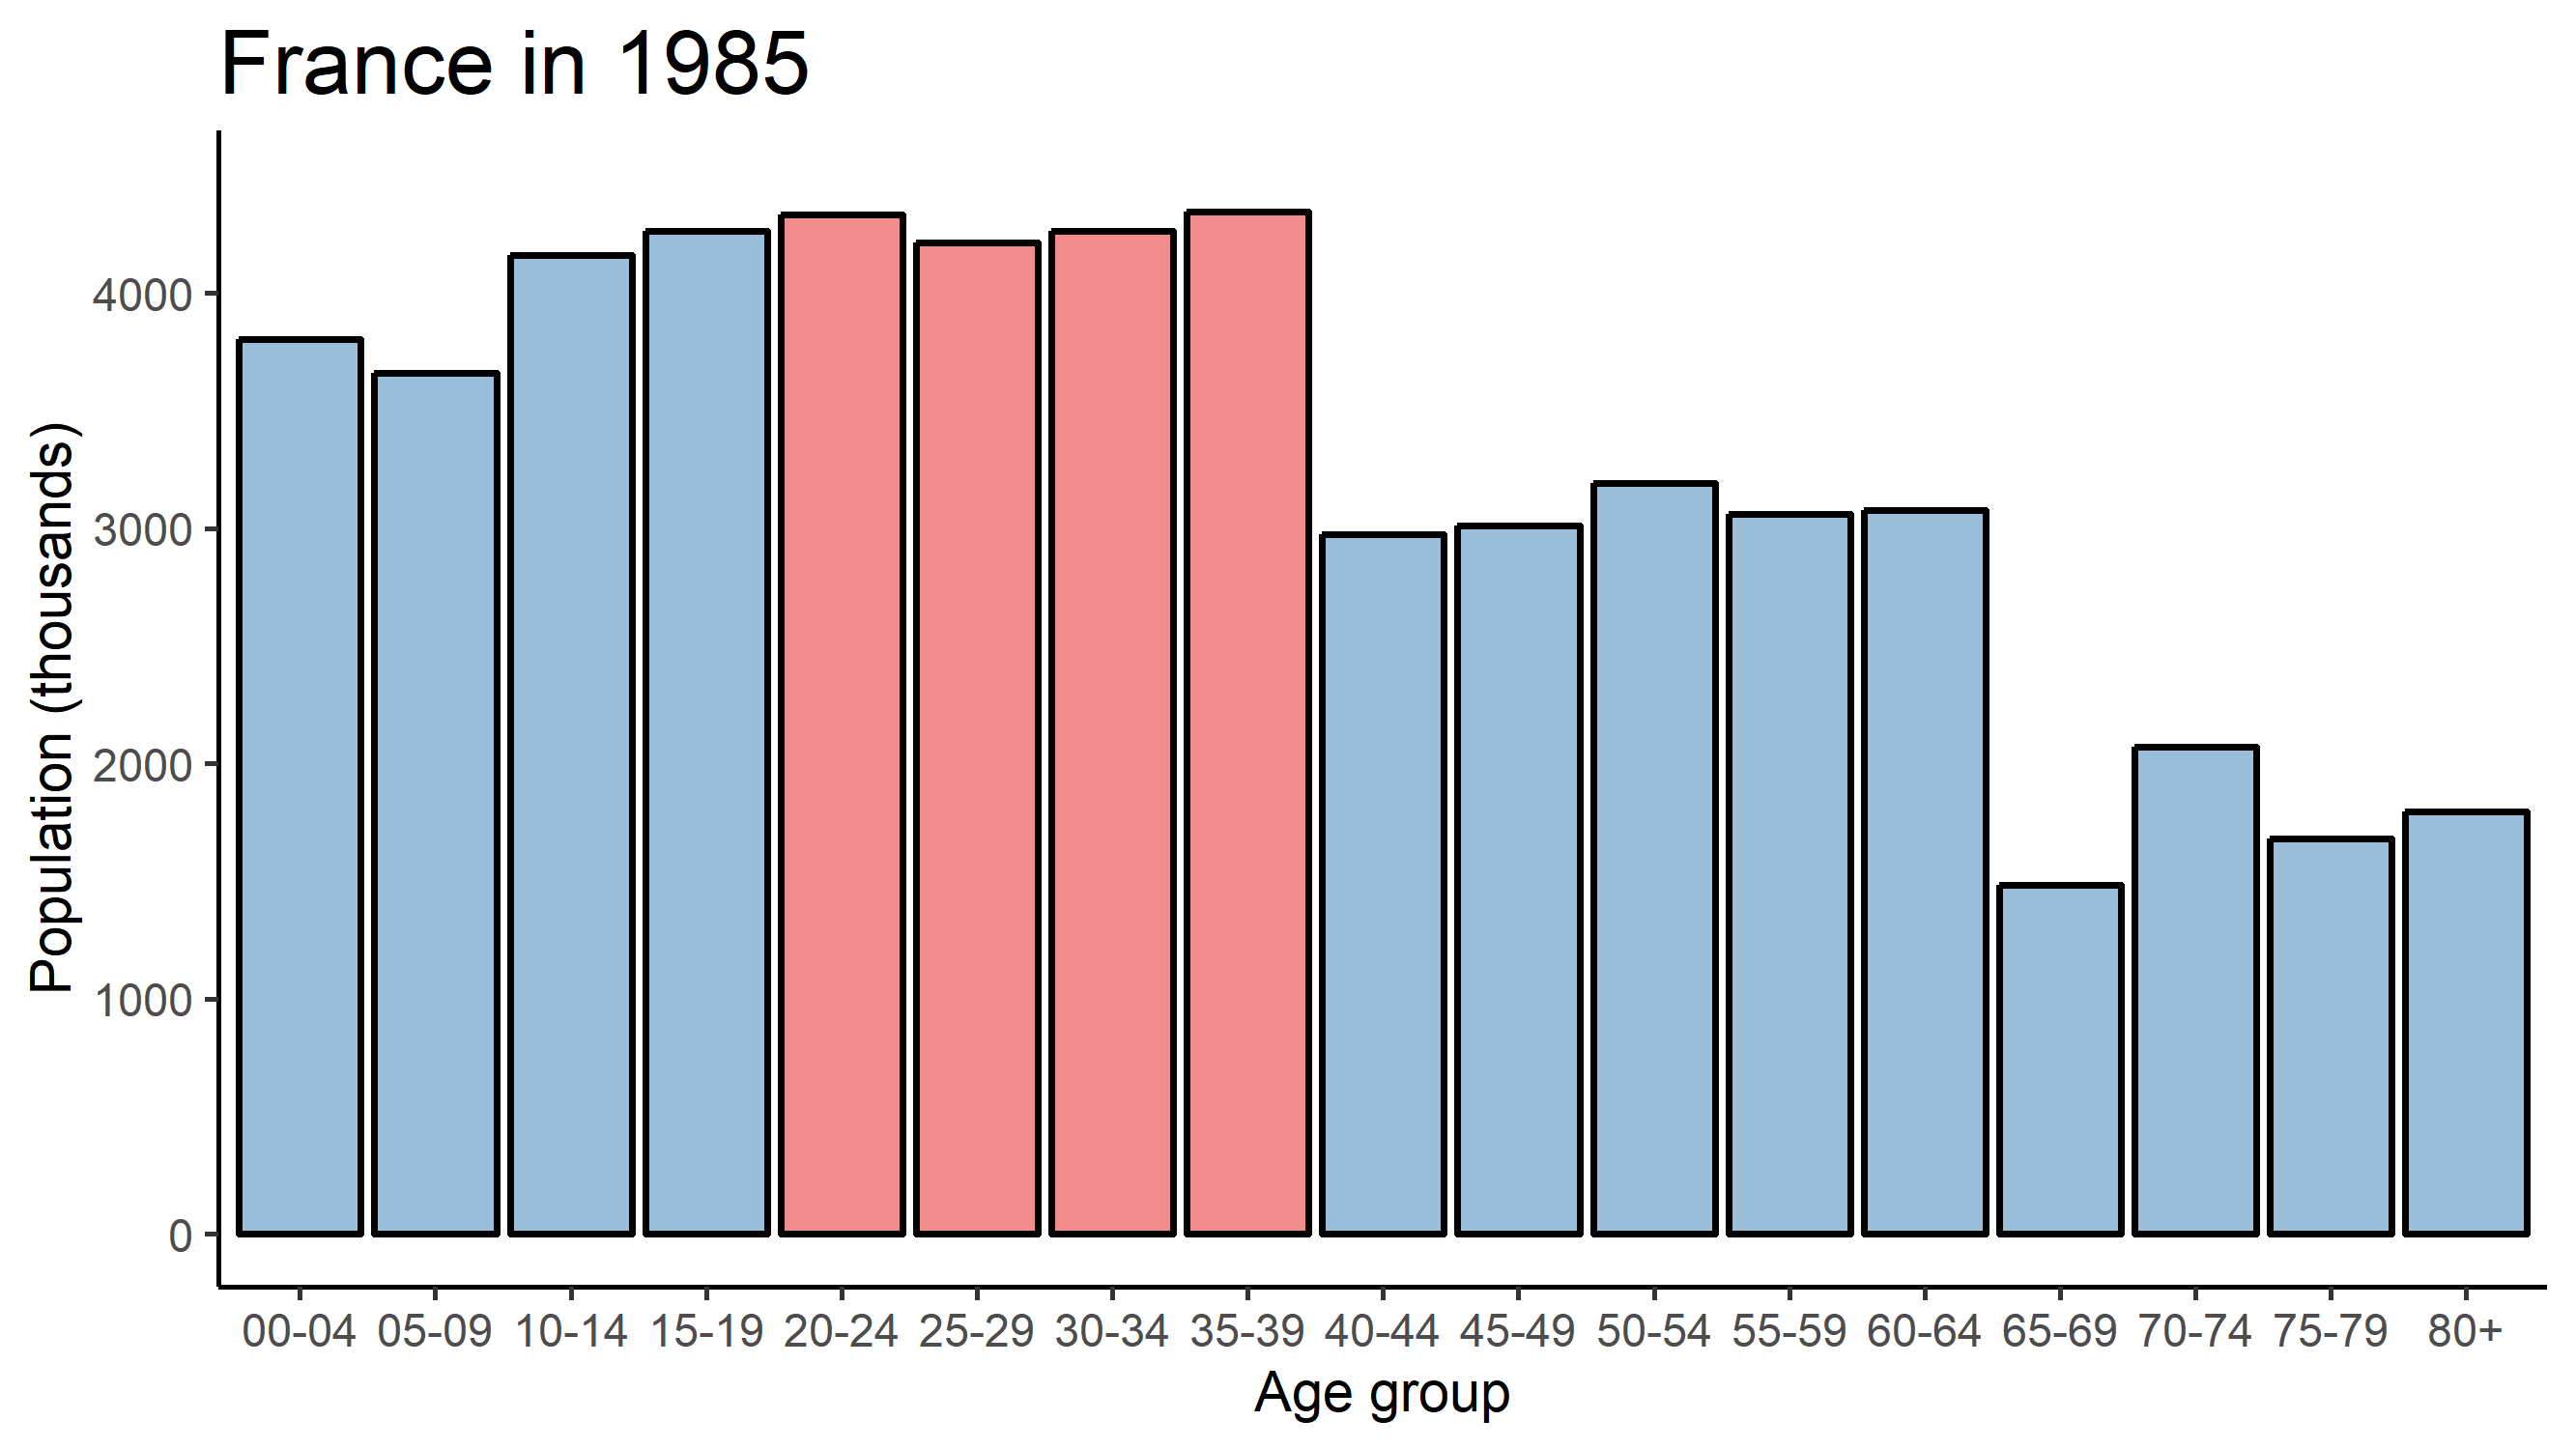 France in 1985
Population (thousands)
4000
3000
2000
1000
0
00-04 05-09 10-14 15-19 20-24 25-29 30-34 35-39 40-44 45-49 50-54 55-59 60-64 65-69 70-74 75-79 80+
Age group